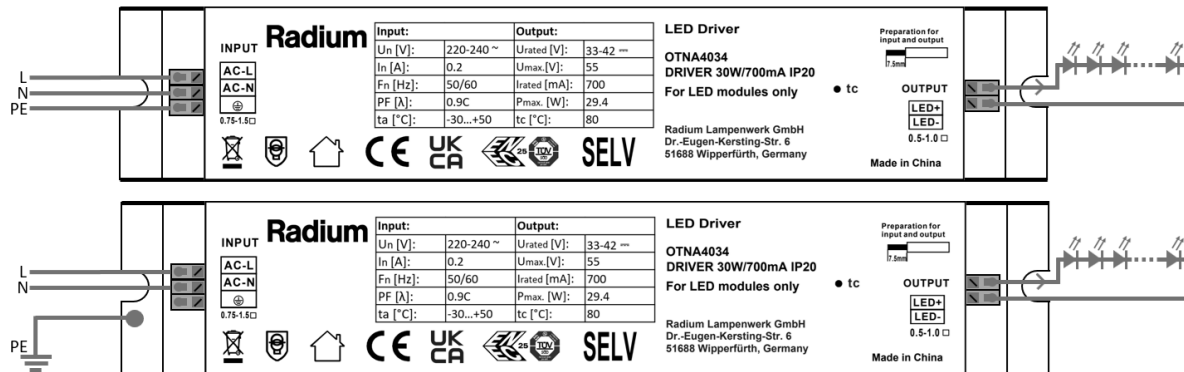 L
N
PE
INPUT
AC-L
AC-N
0.75-1.5□
Radium
Input: Output:
Un [V]: 220-240 ~ Urated [V]: 33-42 ⎓
In [A]: 0.2 Umax.[V]: 55
Fn [Hz]: 50/60 Irated [mA]: 700
PF [λ]: 0.9C Pmax. [W]: 29.4
ta [°C]: -30...+50 tc [°C]: 80
CE UK CA ENEC 25 TÜV SELV
LED Driver
OTNA4034
DRIVER 30W/700mA IP20
For LED modules only
● tc
Radium Lampenwerk GmbH
Dr.-Eugen-Kersting-Str. 6
51688 Wipperfürth, Germany
Preparation for
input and output
7.5mm
OUTPUT
LED+
LED-
0.5-1.0 □
Made in China
L
N
PE
INPUT
AC-L
AC-N
0.75-1.5□
Radium
Input: Output:
Un [V]: 220-240 ~ Urated [V]: 33-42 ⎓
In [A]: 0.2 Umax.[V]: 55
Fn [Hz]: 50/60 Irated [mA]: 700
PF [λ]: 0.9C Pmax. [W]: 29.4
ta [°C]: -30...+50 tc [°C]: 80
CE UK CA ENEC 25 TÜV SELV
LED Driver
OTNA4034
DRIVER 30W/700mA IP20
For LED modules only
● tc
Radium Lampenwerk GmbH
Dr.-Eugen-Kersting-Str. 6
51688 Wipperfürth, Germany
Preparation for
input and output
7.5mm
OUTPUT
LED+
LED-
0.5-1.0 □
Made in China